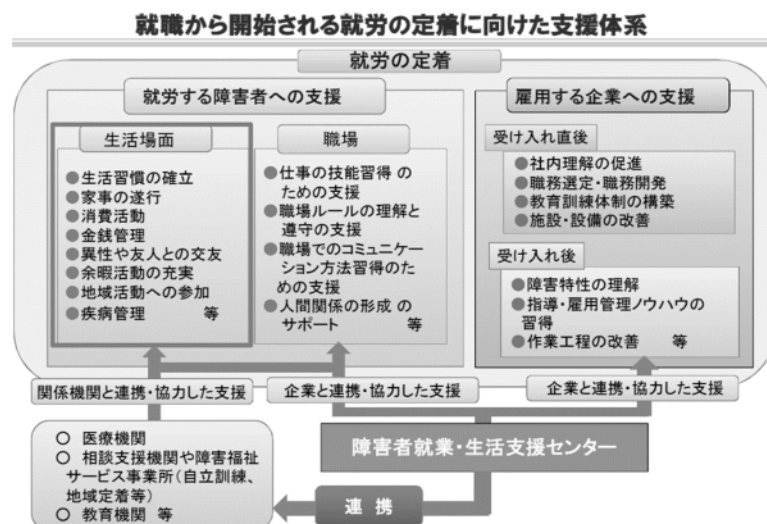 就職から開始される就労の定着に向けた支援体系
就労の定着
就労する障害者への支援
生活場面
●生活習慣の確立
●家事の遂行
●消費活動
●金銭管理
●異性や友人との交友
●余暇活動の充実
●地域活動への参加
●疾病管理 等
職場
●仕事の技能習得 の
ための支援
●職場ルールの理解と
遵守の支援
●職場でのコミュニケー
ション方法習得のた
めの支援
●人間関係の形成 の
サポート 等
雇用する企業への支援
受け入れ直後
●社内理解の促進
●職務選定・職務開発
●教育訓練体制の構築
●施設・設備の改善
受け入れ後
●障害特性の理解
●指導・雇用管理ノウハウの
習得
●作業工程の改善 等
関係機関と連携・協力した支援
企業と連携・協力した支援
企業と連携・協力した支援
○ 医療機関
○ 相談支援機関や障害福祉
サービス事業所(自立訓練、
地域定着等)
○ 教育機関 等
障害者就業・生活支援センター
連 携